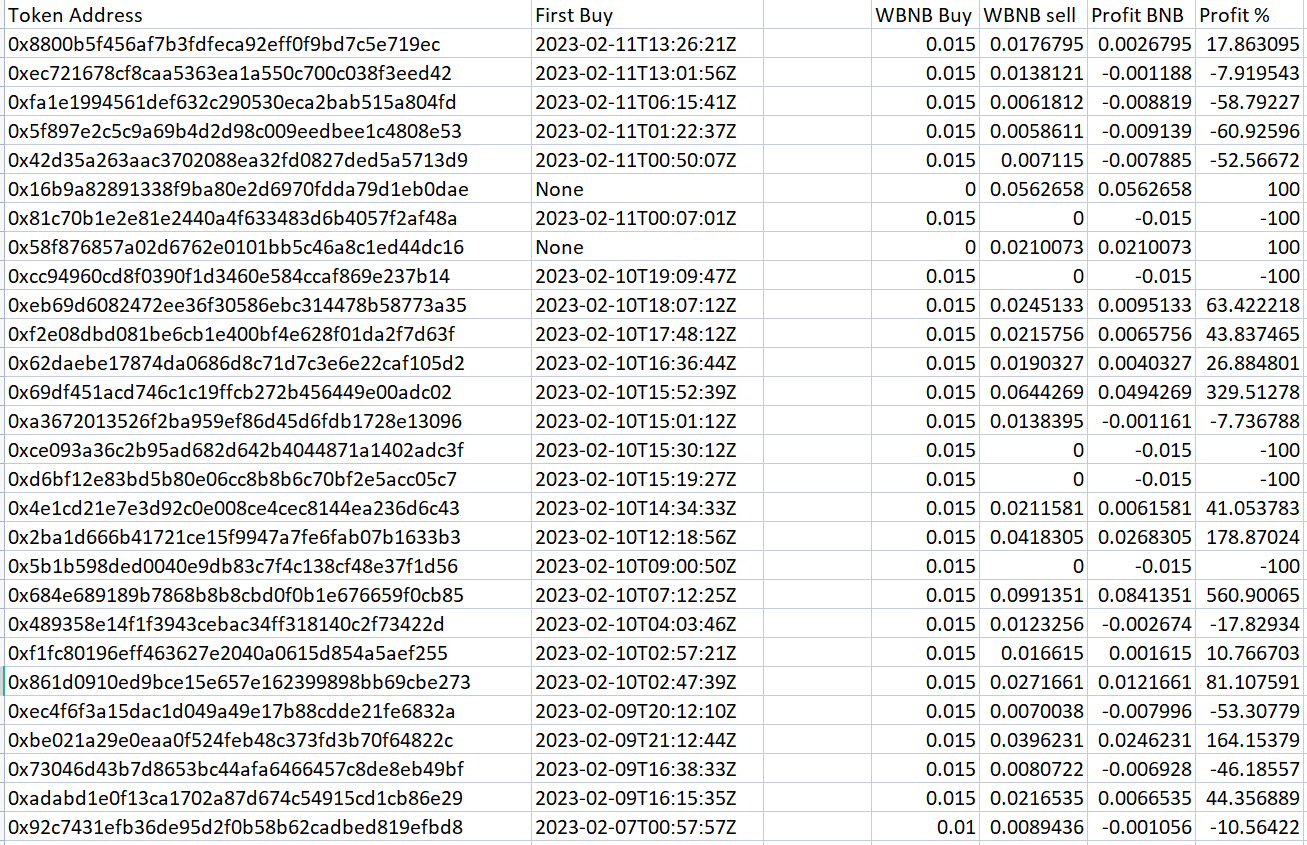 Token Address First Buy WBNB Buy WBNB sell Profit BNB Profit %
0x8800b5f456af7b3fdfeca92eff0f9bd7c5e719ec 2023-02-11T13:26:21Z 0.015 0.0176795 0.0026795 17.863095
0xec721678cf8caa5363ea1a550c700c038f3eed42 2023-02-11T13:01:56Z 0.015 0.0138121 -0.001188 -7.919543
0xfa1e1994561def632c290530eca2bab515a804fd 2023-02-11T06:15:41Z 0.015 0.0061812 -0.008819 -58.79227
0x5f897e2c5c9a69b4d2d98c009eedbee1c4808e53 2023-02-11T01:22:37Z 0.015 0.0058611 -0.009139 -60.92596
0x42d35a263aac3702088ea32fd0827ded5a5713d9 2023-02-11T00:50:07Z 0.015 0.007115 -0.007885 -52.56672
0x16b9a82891338f9ba80e2d6970fdda79d1eb0dae None 0 0.0562658 0.0562658 100
0x81c70b1e2e81e2440a4f633483d6b4057f2af48a 2023-02-11T00:07:01Z 0.015 0 -0.015 -100
0x58f876857a02d6762e0101bb5c46a8c1ed44dc16 None 0 0.0210073 0.0210073 100
0xcc94960cd8f0390f1d3460e584ccaf869e237b14 2023-02-10T19:09:47Z 0.015 0 -0.015 -100
0xeb69d6082472ee36f30586ebc314478b58773a35 2023-02-10T18:07:12Z 0.015 0.0245133 0.0095133 63.422218
0xf2e08dbd081be6cb1e400bf4e628f01da2f7d63f 2023-02-10T17:48:12Z 0.015 0.0215756 0.0065756 43.837465
0x62daebe17874da0686d8c71d7c3e6e22caf105d2 2023-02-10T16:36:44Z 0.015 0.0190327 0.0040327 26.884801
0x69df451acd746c1c19ffcb272b456449e00adc02 2023-02-10T15:52:39Z 0.015 0.0644269 0.0494269 329.51278
0xa3672013526f2ba959ef86d45d6fdb1728e13096 2023-02-10T15:01:12Z 0.015 0.0138395 -0.001161 -7.736788
0xce093a36c2b95ad682d642b4044871a1402adc3f 2023-02-10T15:30:12Z 0.015 0 -0.015 -100
0xd6bf12e83bd5b80e06cc8b8b6c70bf2e5acc05c7 2023-02-10T15:19:27Z 0.015 0 -0.015 -100
0x4e1cd21e7e3d92c0e008ce4cec8144ea236d6c43 2023-02-10T14:34:33Z 0.015 0.0211581 0.0061581 41.053783
0x2ba1d666b41721ce15f9947a7fe6fab07b1633b3 2023-02-10T12:18:56Z 0.015 0.0418305 0.0268305 178.87024
0x5b1b598ded0040e9db83c7f4c138cf48e37f1d56 2023-02-10T09:00:50Z 0.015 0 -0.015 -100
0x684e689189b7868b8b8cbd0f0b1e676659f0cb85 2023-02-10T07:12:25Z 0.015 0.0991351 0.0841351 560.90065
0x489358e14f1f3943cebac34ff318140c2f73422d 2023-02-10T04:03:46Z 0.015 0.0123256 -0.002674 -17.82934
0xf1fc80196eff463627e2040a0615d854a5aef255 2023-02-10T02:57:21Z 0.015 0.016615 0.001615 10.766703
0x861d0910ed9bce15e657e162399898bb69cbe273 2023-02-10T02:47:39Z 0.015 0.0271661 0.0121661 81.107591
0xec4f6f3a15dac1d049a49e17b88cdde21fe6832a 2023-02-09T20:12:10Z 0.015 0.0070038 -0.007996 -53.30779
0xbe021a29e0eaa0f524feb48c373fd3b70f64822c 2023-02-09T21:12:44Z 0.015 0.0396231 0.0246231 164.15379
0x73046d43b7d8653bc44afa6466457c8de8eb49bf 2023-02-09T16:38:33Z 0.015 0.0080722 -0.006928 -46.18557
0xadabd1e0f13ca1702a87d674c54915cd1cb86e29 2023-02-09T16:15:35Z 0.015 0.0216535 0.0066535 44.356889
0x92c7431efb36de95d2f0b58b62cadbed819efbd8 2023-02-07T00:57:57Z 0.01 0.0089436 -0.001056 -10.56422